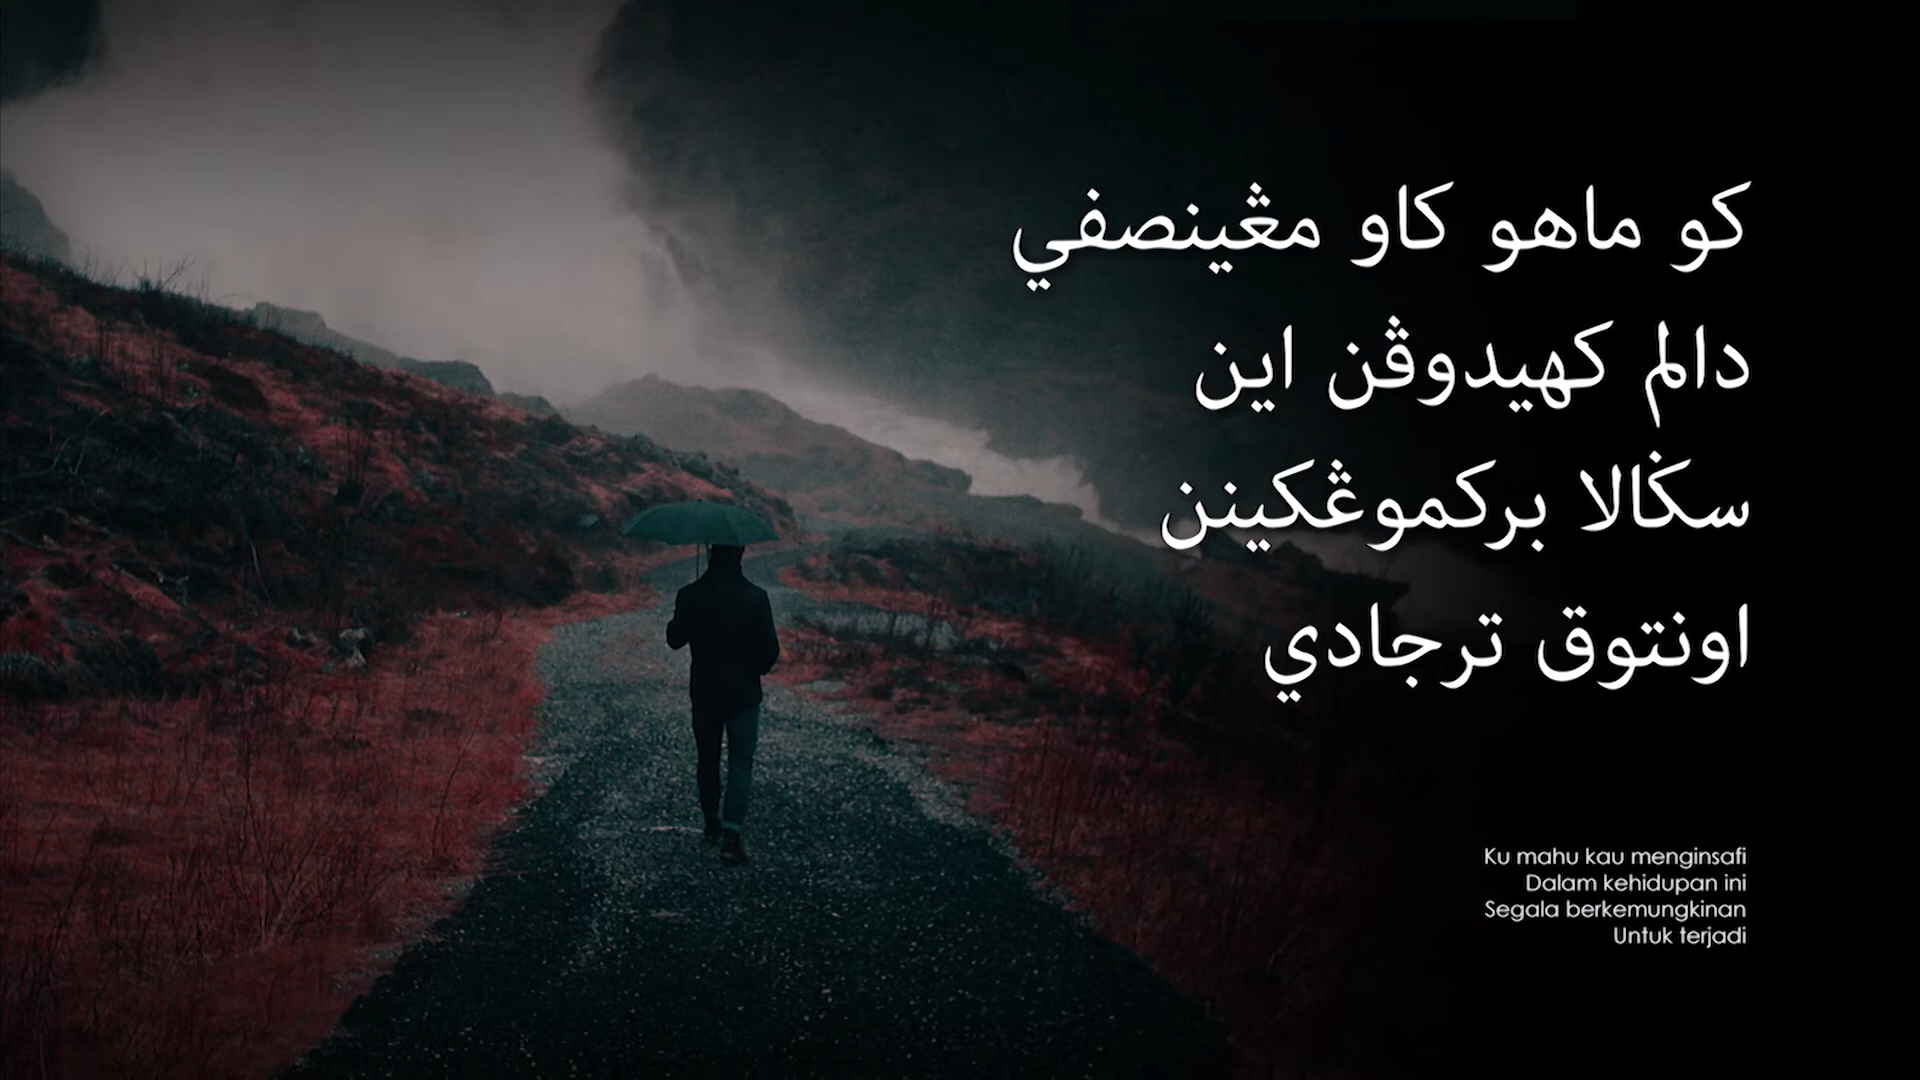 كو ماهو كاو مڠينصفي
دالم كهيدوڤن اين
سݢالا بركموڠكينن
اونتوق ترجادي
Ku mahu kau menginsafi
Dalam kehidupan ini
Segala berkemungkinan
Untuk terjadi